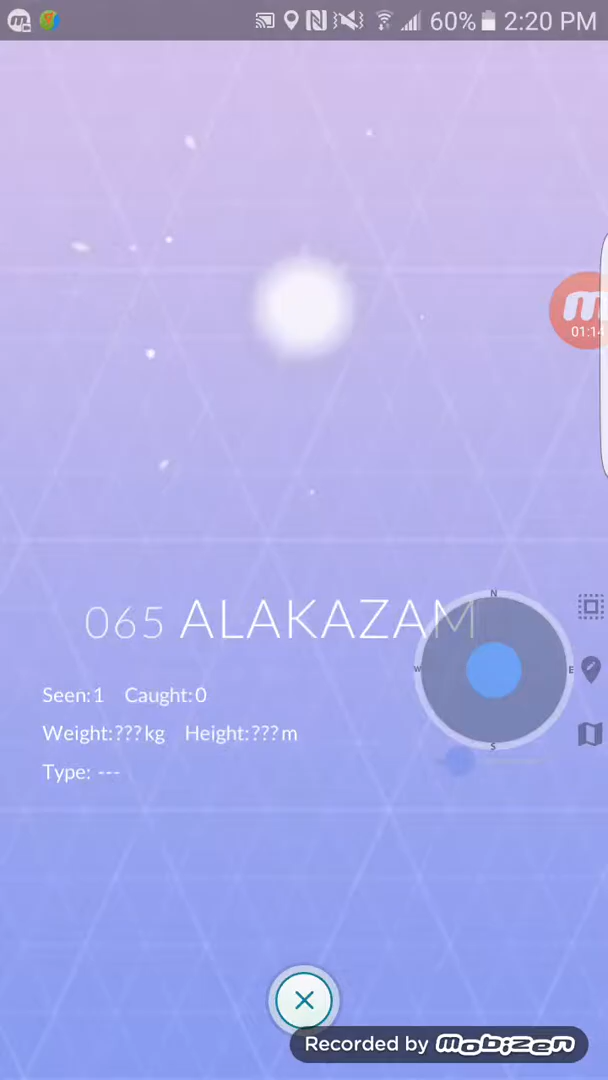 60% 2:20 PM
01:14
065 ALAKAZAM
N
W E
S
Seen:1 Caught:0
Weight:???kg Height:???m
Type: ---
Recorded by mobizen